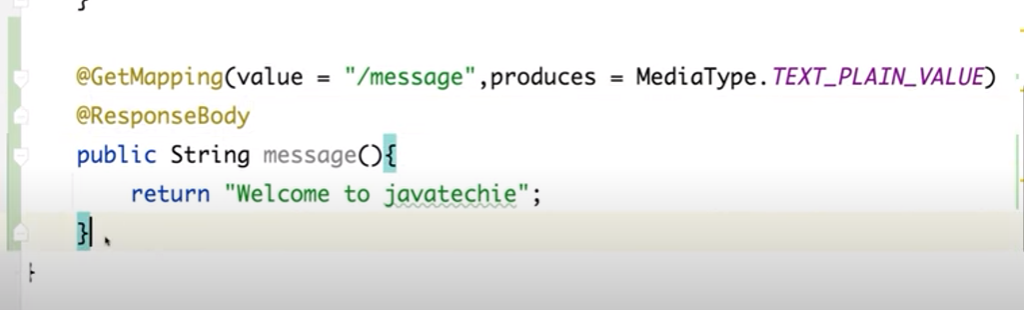 }
@GetMapping(value = "/message",produces = MediaType.TEXT_PLAIN_VALUE)
@ResponseBody
public String message(){
return "Welcome to javatechie";
}
}